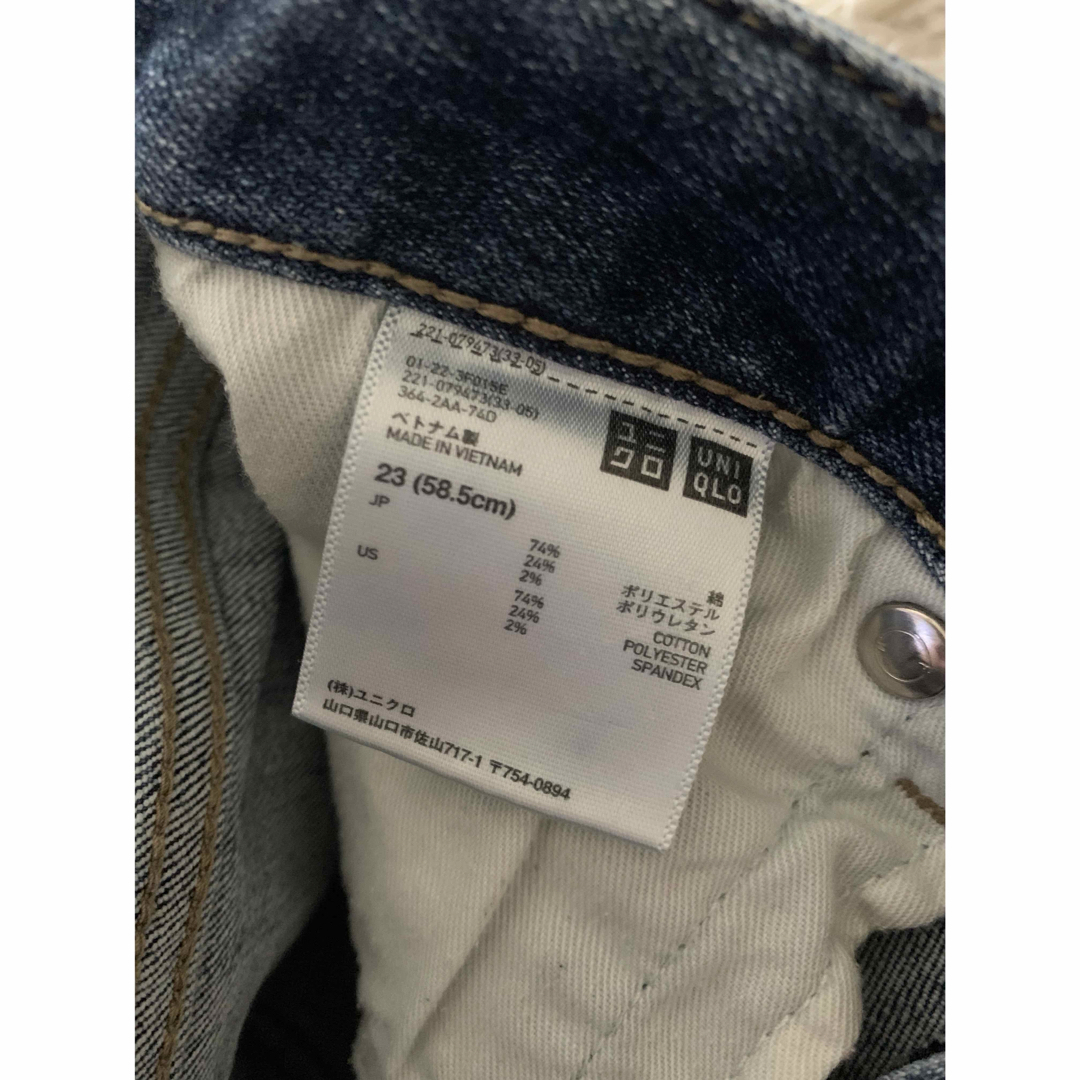 221-079473(33-05)
01-22-3F015E
221-079473(33-05)
364-2AA-74D
ベトナム製
MADE IN VIETNAM
ユニ
クロ
UNI
QLO
23 (58.5cm)
JP
74% 綿
24% ポリエステル
2% ポリウレタン
US
74% COTTON
24% POLYESTER
2% SPANDEX
(株)ユニクロ
山口県山口市佐山717-1 〒754-0894